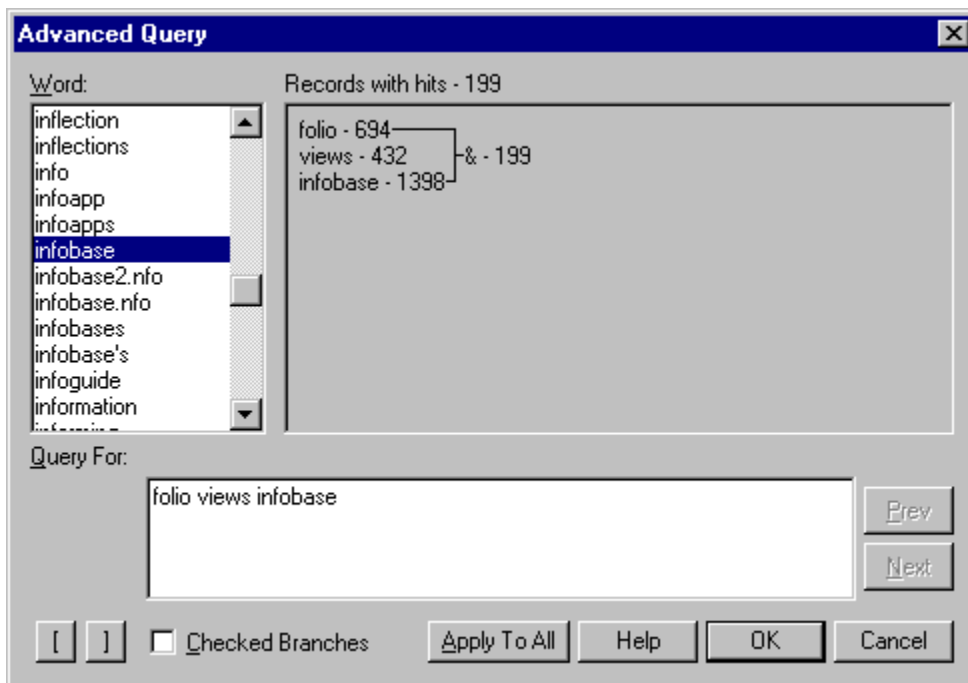 Advanced Query
Word:
inflection
inflections
info
infoapp
infoapps
infobase
infobase2.nfo
infobase.nfo
infobases
infobase's
infoguide
information
Records with hits - 199
folio - 694
views - 432 & - 199
infobase - 1398
Query For:
folio views infobase
Prev
Next
[ ] Checked Branches Apply To All Help OK Cancel